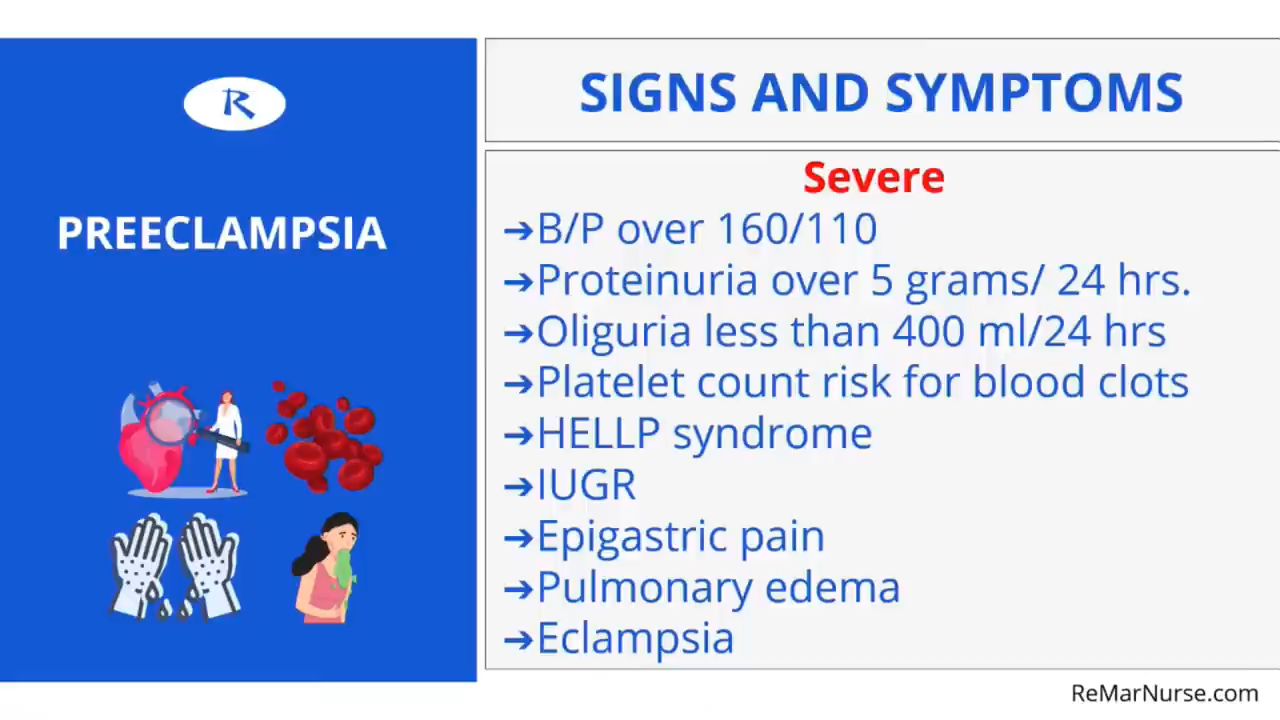 R
PREECLAMPSIA
SIGNS AND SYMPTOMS
Severe
➔B/P over 160/110
➔Proteinuria over 5 grams/ 24 hrs.
➔Oliguria less than 400 ml/24 hrs
➔Platelet count risk for blood clots
➔HELLP syndrome
➔IUGR
➔Epigastric pain
➔Pulmonary edema
➔Eclampsia
ReMarNurse.com